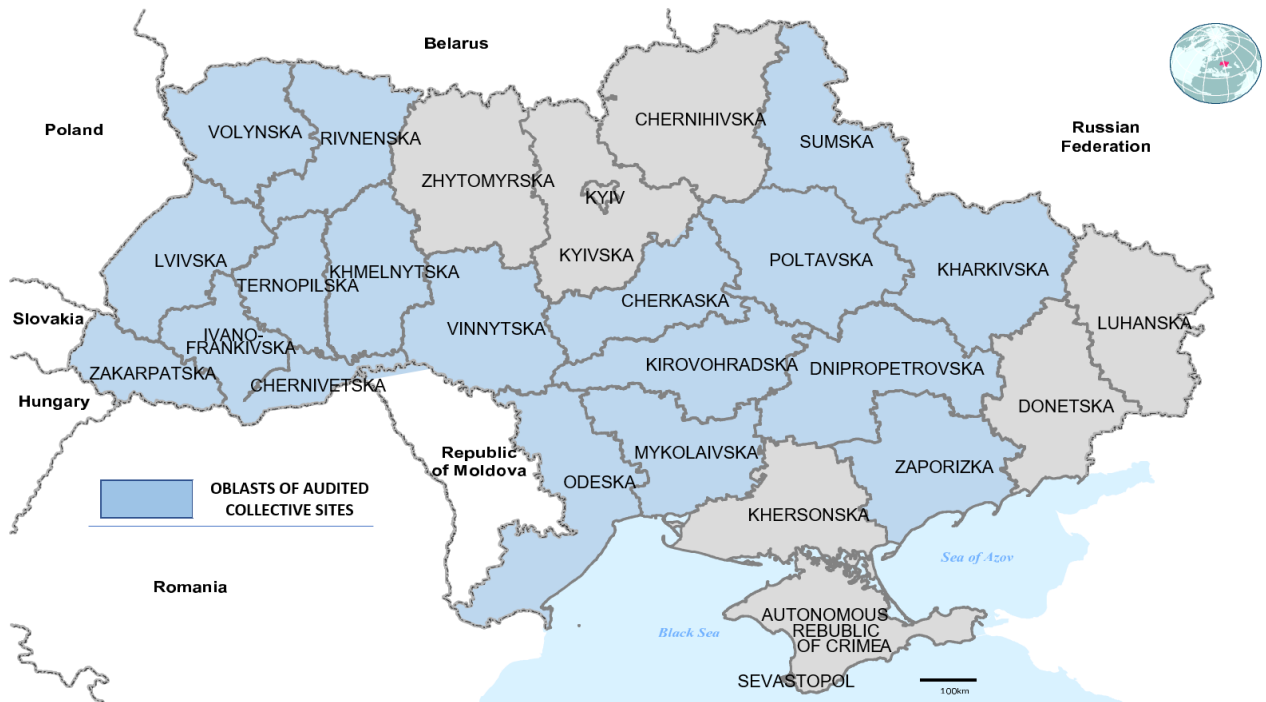 Belarus
Poland
Russian
Federation
CHERNIHIVSKA
VOLYNSKA
RIVNENSKA
SUMSKA
ZHYTOMYRSKA
KYIV
KYIVSKA
LVIVSKA
TERNOPILSKA
KHMELNYTSKA
POLTAVSKA
KHARKIVSKA
CHERKASKA
Slovakia
LUHANSKA
VINNYTSKA
IVANO-
FRANKIVSKA
KIROVOHRADSKA
DNIPROPETROVSKA
ZAKARPATSKA
CHERNIVETSKA
Hungary
DONETSKA
Republic
of Moldova
MYKOLAIVSKA
ZAPORIZKA
ODESKA
OBLASTS OF AUDITED
COLLECTIVE SITES
KHERSONSKA
Sea of Azov
Romania
AUTONOMOUS
REBUBLIC
OF CRIMEA
Black Sea
SEVASTOPOL
100km